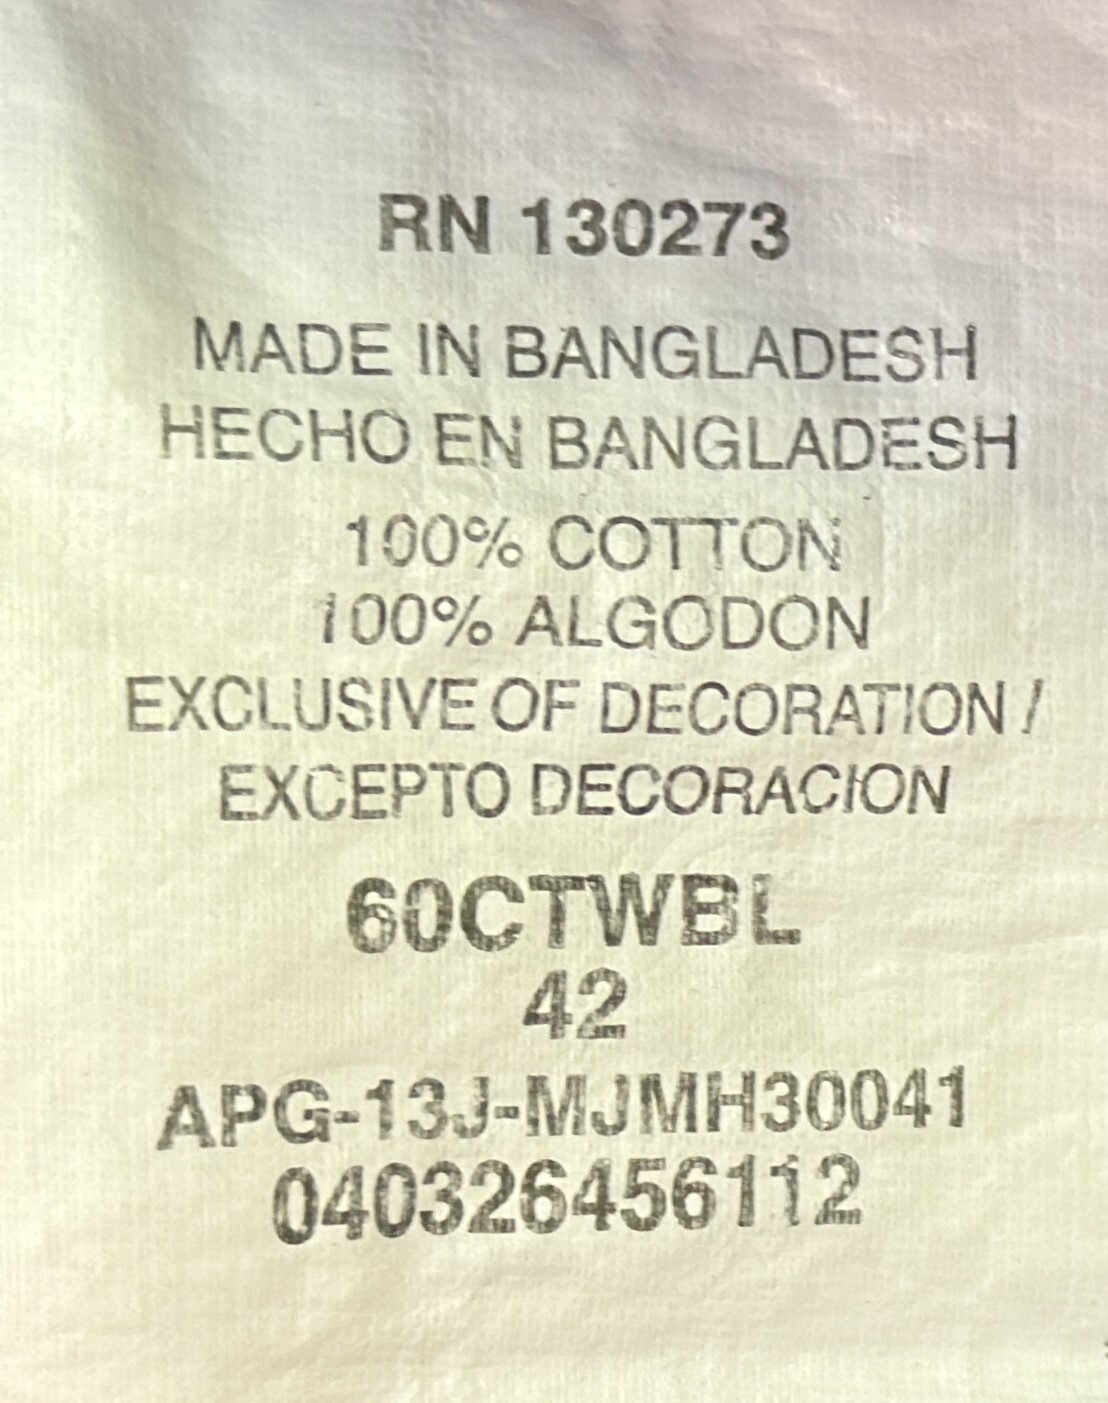 RN 130273
MADE IN BANGLADESH
HECHO EN BANGLADESH
100% COTTON
100% ALGODON
EXCLUSIVE OF DECORATION /
EXCEPTO DECORACION
60CTWBL
42
APG-13J-MJMH30041
040326456112